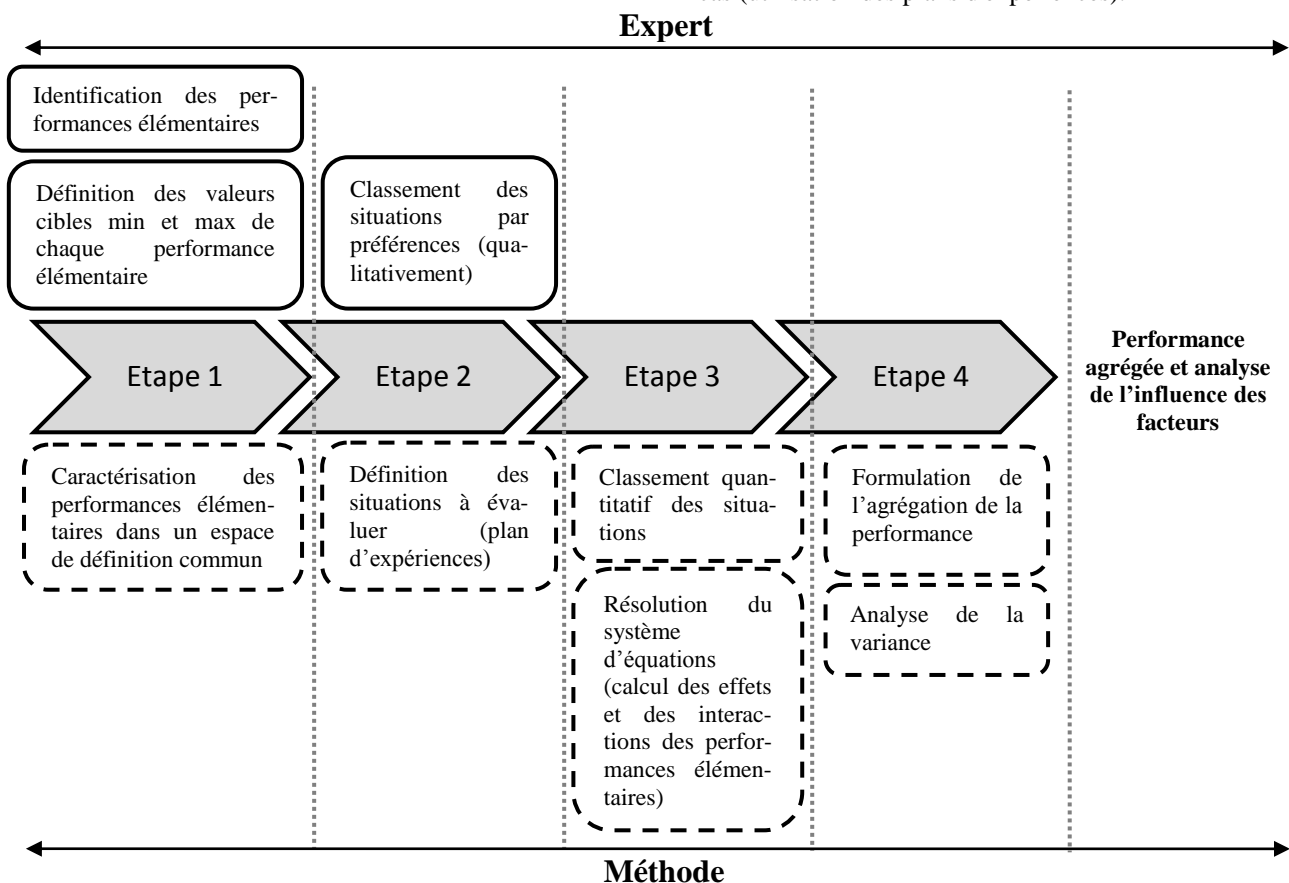 Expert
Identification des per-
formances élémentaires
Définition des valeurs
cibles min et max de
chaque performance
élémentaire
Classement des
situations par
préférences (qua-
litativement)
Etape 1
Etape 2
Etape 3
Etape 4
Performance
agrégée et analyse
de l’influence des
facteurs
Caractérisation des
performances élémen-
taires dans un espace
de définition commun
Définition des
situations à éva-
luer (plan
d’expériences)
Classement quan-
titatif des situa-
tions
Résolution du
système
d’équations
(calcul des effets
et des interac-
tions des perfor-
mances élémen-
taires)
Formulation de
l’agrégation de la
performance
Analyse de la
variance
Méthode